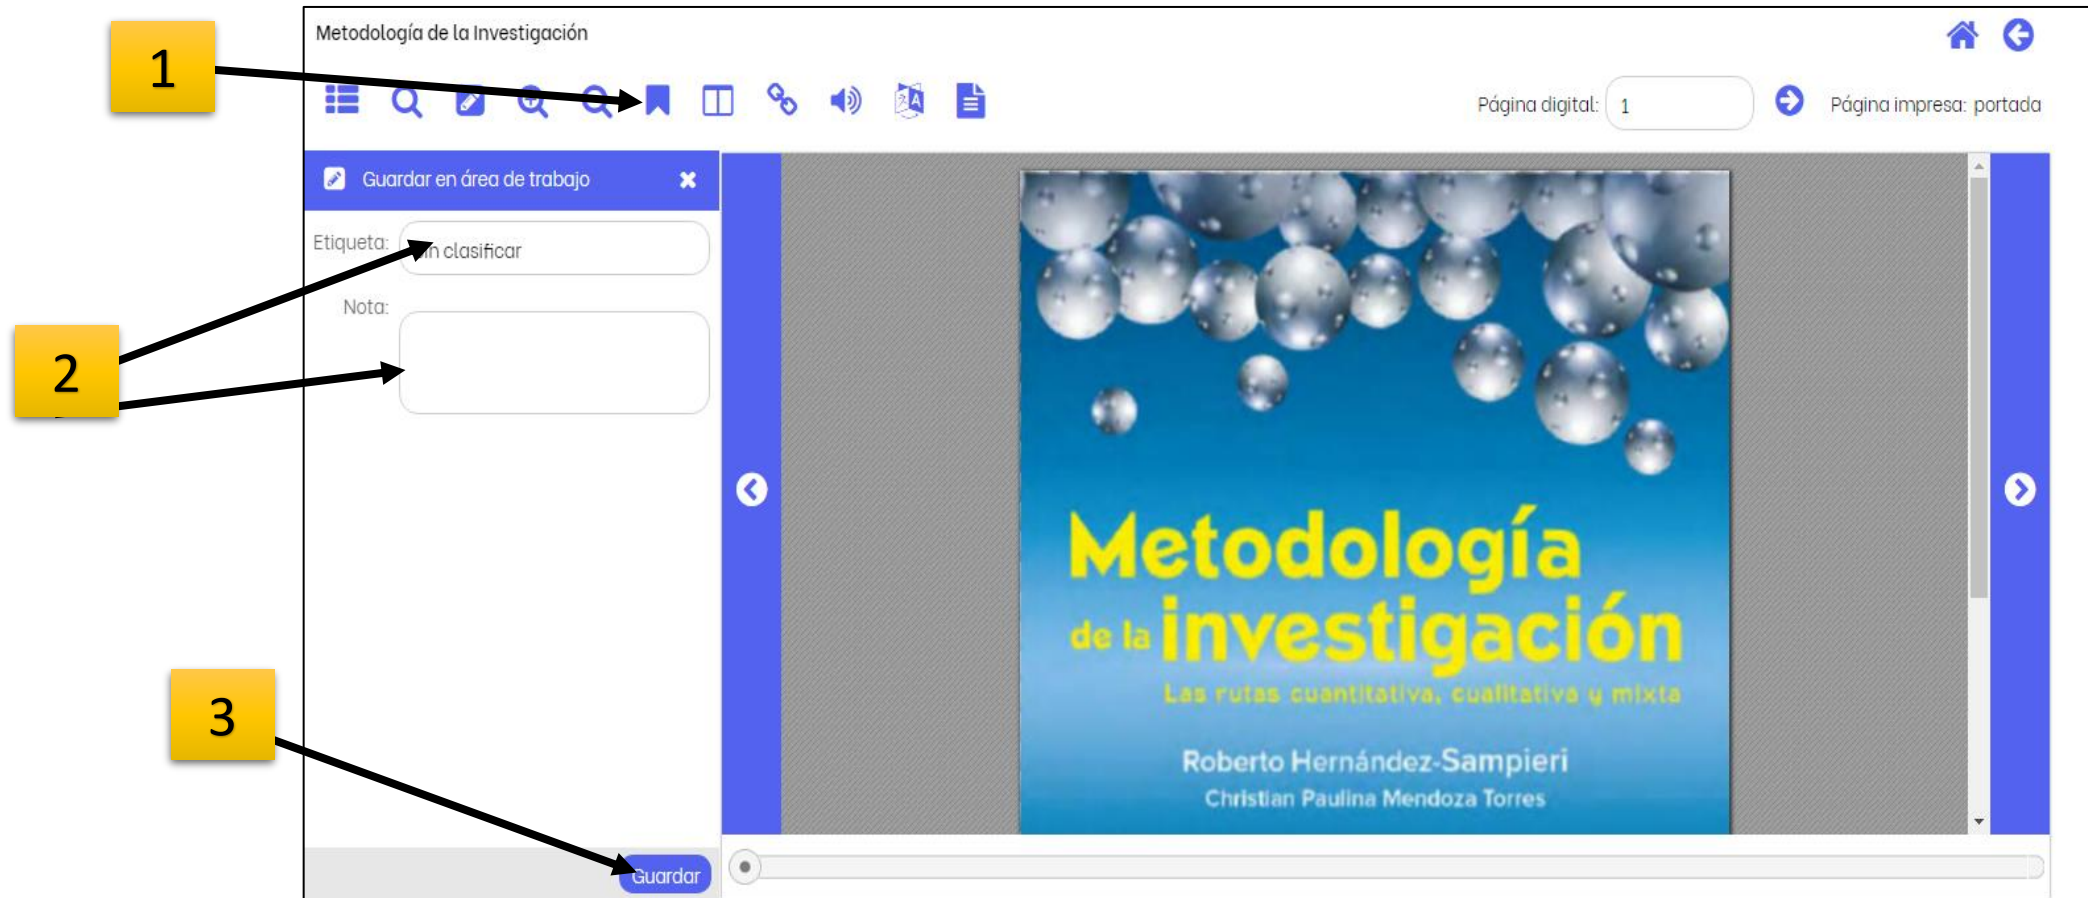 Metodología de la Investigación
1
Página digital: 1
Página impresa: portada
Guardar en área de trabajo
Etiqueta:
clasificar
Nota:
2
3
Guardar
Metodología
de la investigación
Las rutas cuantitativa, cualitativa y mixta
Roberto Hernández-Sampieri
Christian Paulina Mendoza Torres